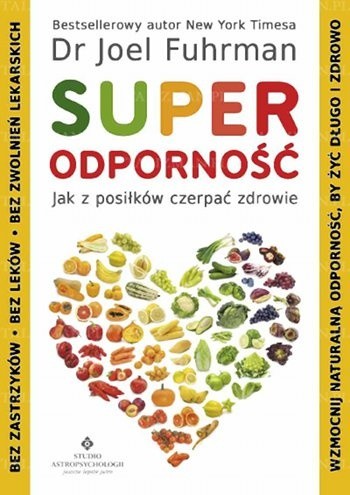 Bestsellerowy autor New York Timesa
Dr Joel Fuhrman
SUPER
ODPORNOŚĆ
Jak z posiłków czerpać zdrowie
BEZ ZASTRZYKÓW • BEZ LEKÓW • BEZ ZWOLNIEŃ LEKARSKICH
WZMOCNIJ NATURALNĄ ODPORNOŚĆ, BY ŻYĆ DŁUGO I ZDROWO
STUDIO
ASTROPSYCHOLOGII